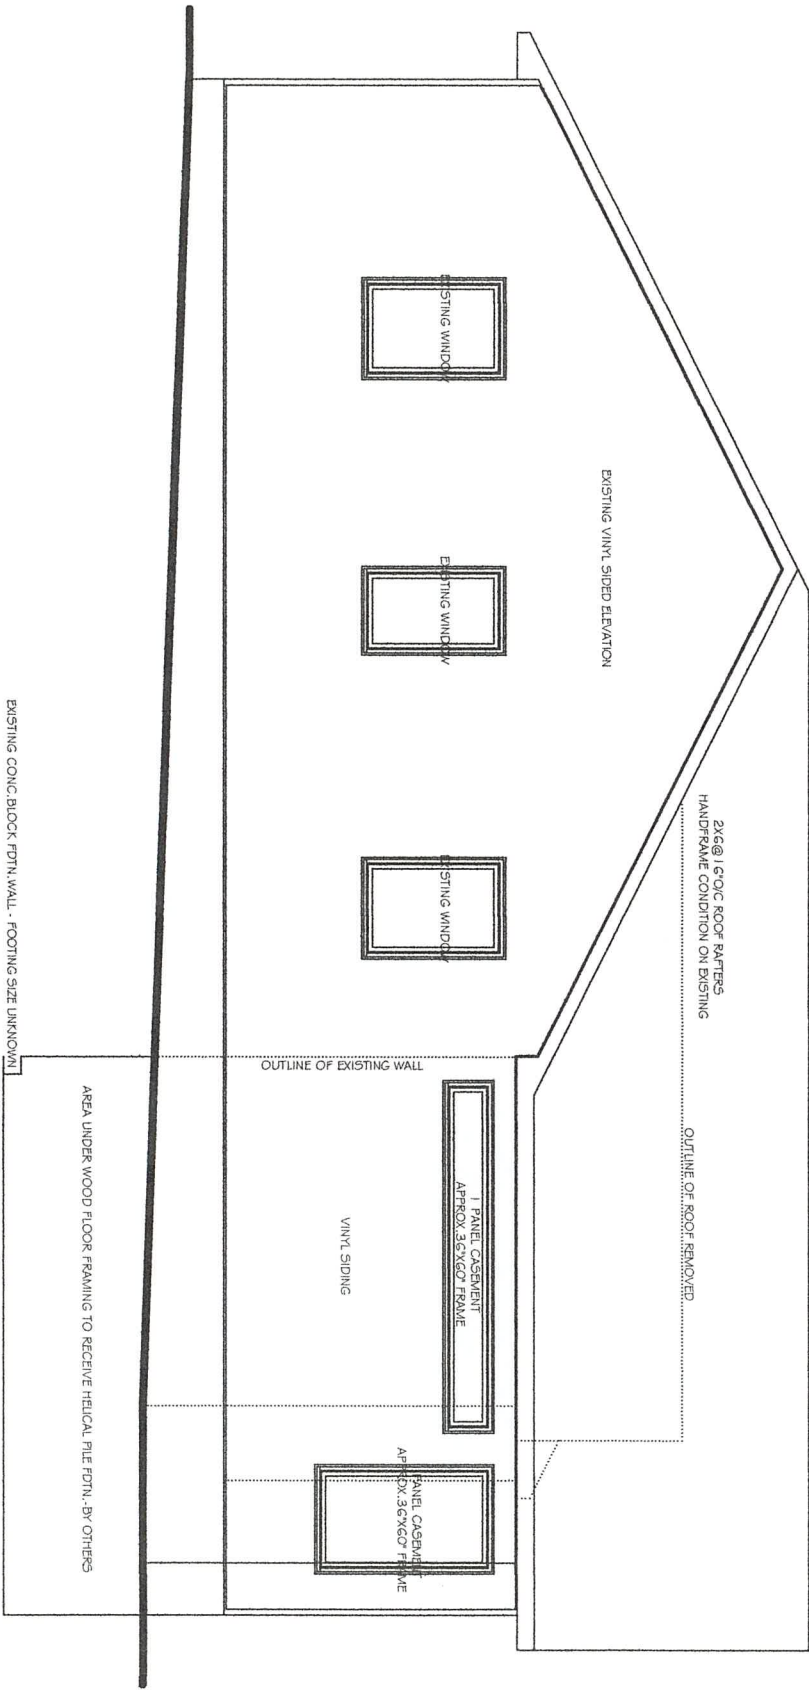 2X6@16"O/C ROOF RAFTERS
HANDFRAME CONDITION ON EXISTING
OUTLINE OF ROOF REMOVED
EXISTING VINYL SIDED ELEVATION
EXISTING WINDOW
EXISTING WINDOW
EXISTING WINDOW
1 PANEL CASEMENT
APPROX.36"X60" FRAME
PANEL CASEMENT
APPROX.36"X60" FRAME
OUTLINE OF EXISTING WALL
VINYL SIDING
AREA UNDER WOOD FLOOR FRAMING TO RECEIVE HELICAL PILE FDTN.-BY OTHERS
EXISTING CONC.BLOCK FDTN.WALL - FOOTING SIZE UNKNOWN